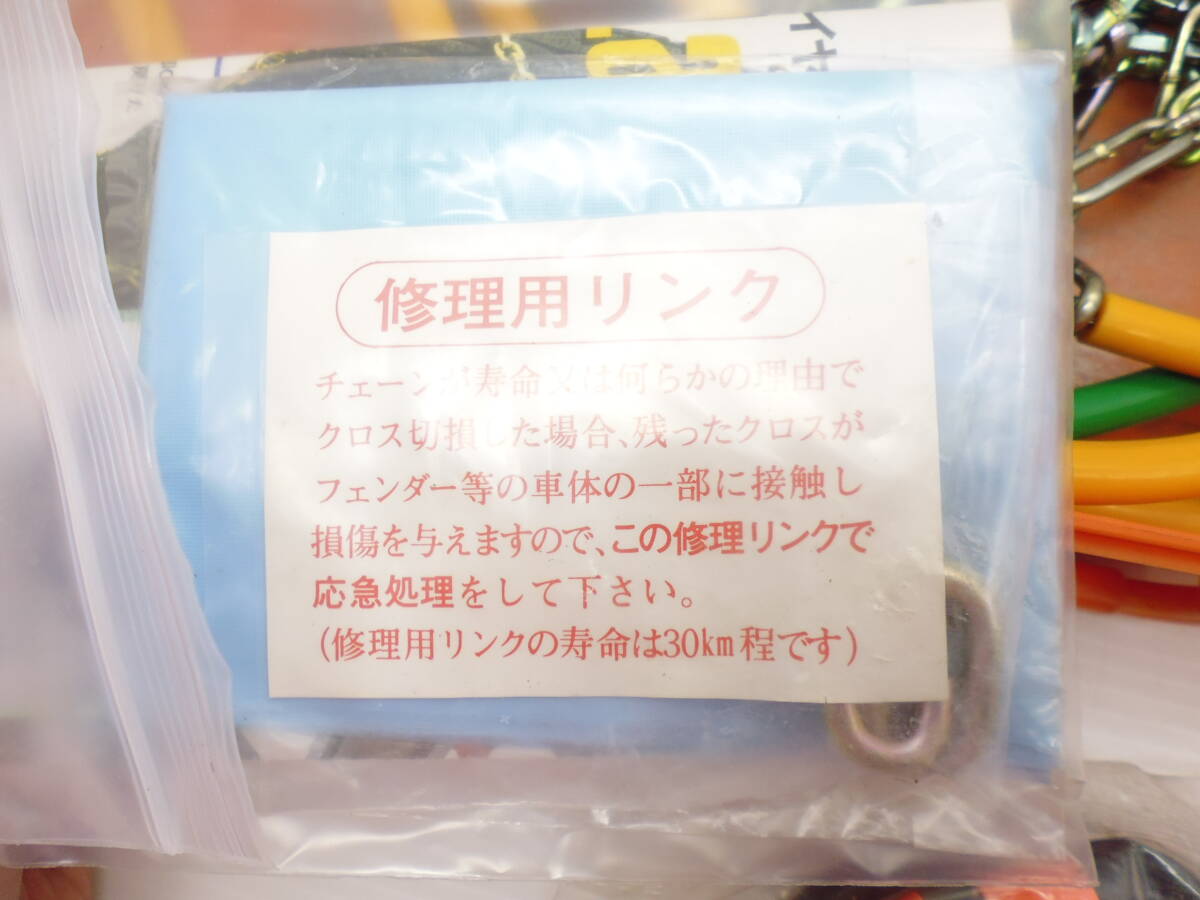 イヤ
修理用リンク
チェーンが寿命又は何らかの理由で
クロス切損した場合、残ったクロスが
フェンダー等の車体の一部に接触し
損傷を与えますので、この修理リンクで
応急処理をして下さい。
(修理用リンクの寿命は30km程です)